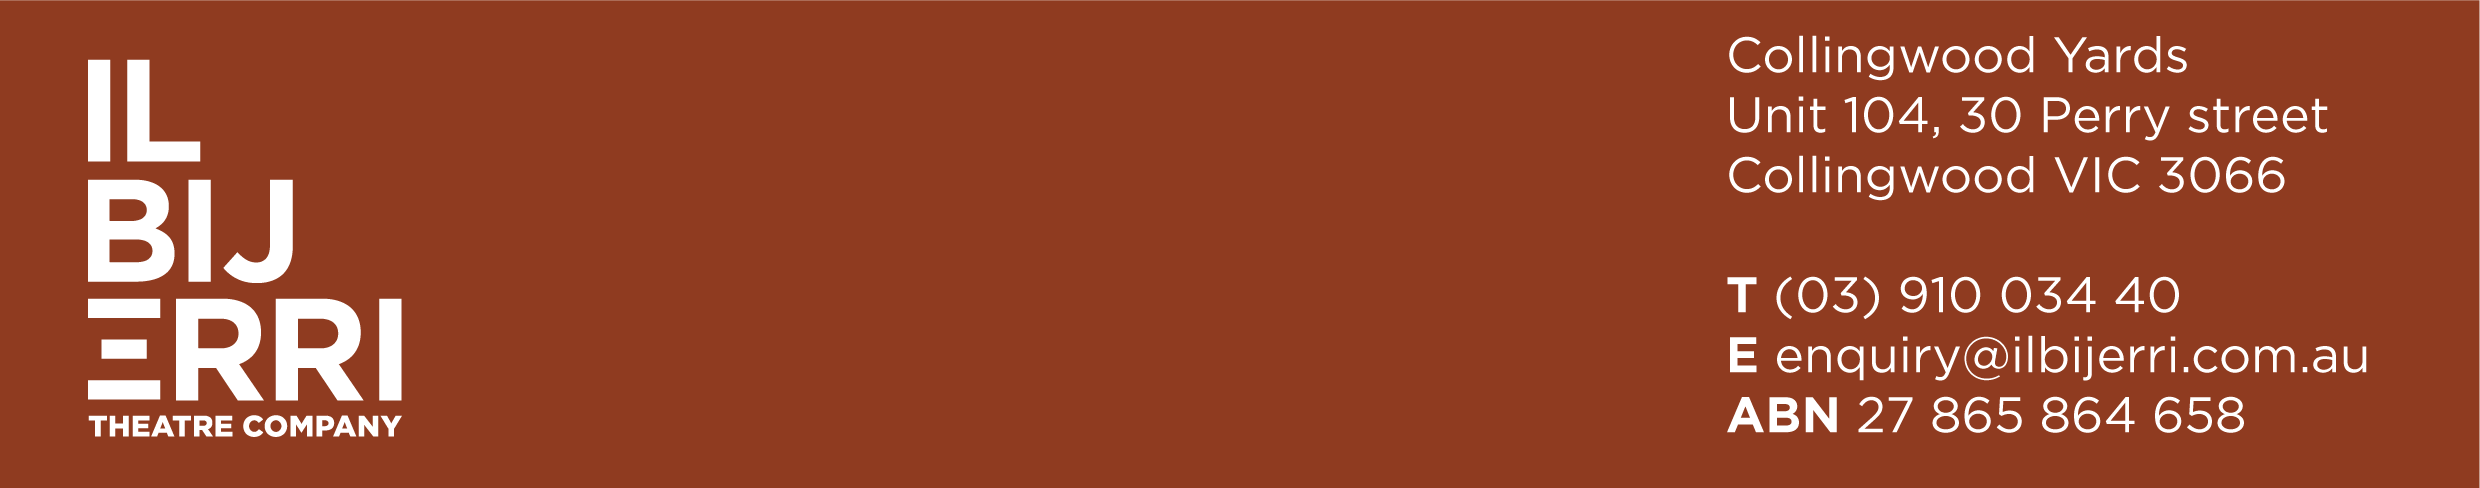 IL
BIJ
ERRI
THEATRE COMPANY
Collingwood Yards
Unit 104, 30 Perry street
Collingwood VIC 3066
T (03) 910 034 40
E enquiry@ilbijerri.com.au
ABN 27 865 864 658